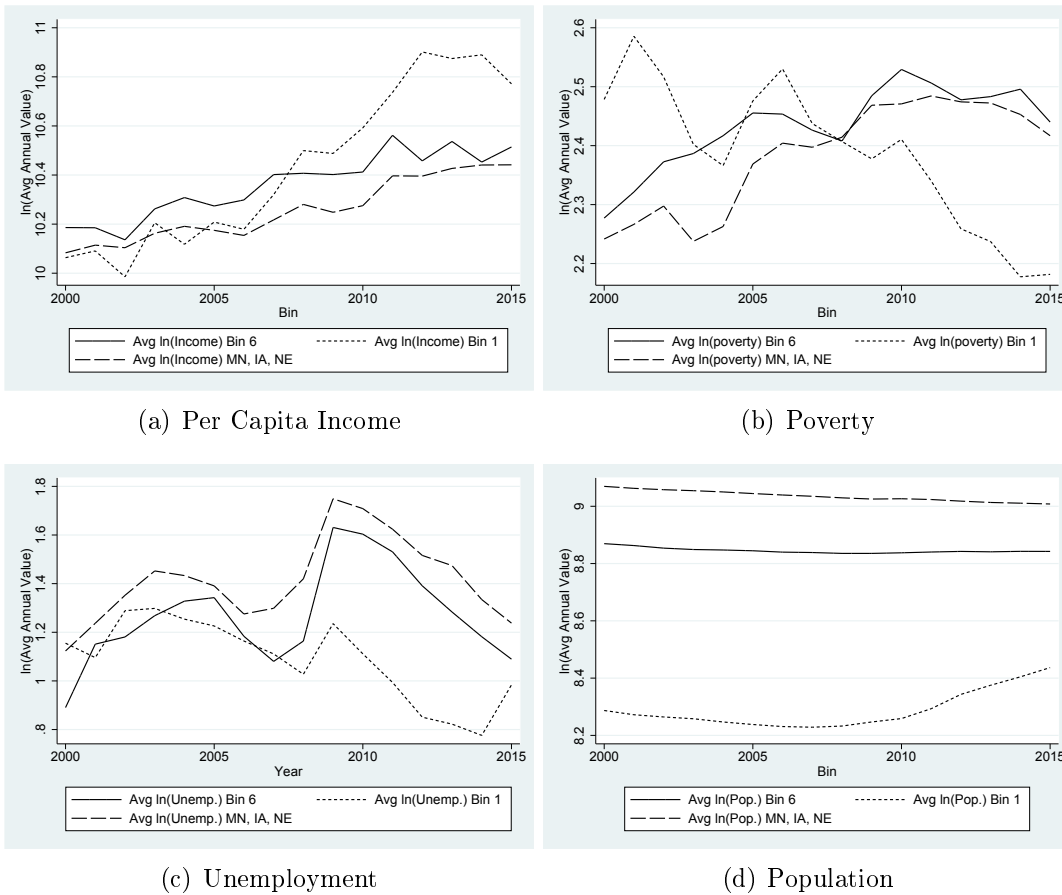 ln(Avg Annual Value)
11
10.8
10.6
10.4
10.2
10
2000 2005 2010 2015
Bin
Avg ln(Income) Bin 6 Avg ln(Income) Bin 1
Avg ln(Income) MN, IA, NE
(a) Per Capita Income
ln(Avg Annual Value)
2.6
2.5
2.4
2.3
2.2
2000 2005 2010 2015
Bin
Avg ln(poverty) Bin 6 Avg ln(poverty) Bin 1
Avg ln(poverty) MN, IA, NE
(b) Poverty
ln(Avg Annual Value)
1.8
1.6
1.4
1.2
1
.8
2000 2005 2010 2015
Year
Avg ln(Unemp.) Bin 6 Avg ln(Unemp.) Bin 1
Avg ln(Unemp.) MN, IA, NE
(c) Unemployment
ln(Avg Annual Value)
9
8.8
8.6
8.4
8.2
2000 2005 2010 2015
Bin
Avg ln(Pop.) Bin 6 Avg ln(Pop.) Bin 1
Avg ln(Pop.) MN, IA, NE
(d) Population